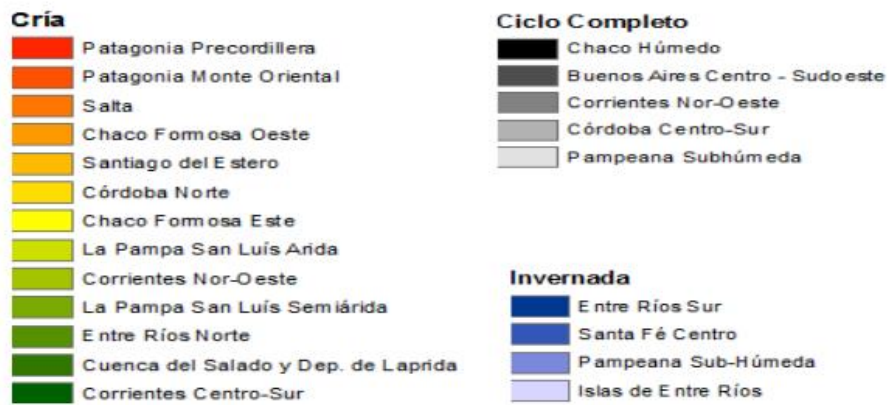 Cría
Patagonia Precordillera
Patagonia Monte Oriental
Salta
Chaco Formosa Oeste
Santiago del Estero
Córdoba Norte
Chaco Formosa Este
La Pampa San Luís Arida
Corrientes Nor-Oeste
La Pampa San Luís Semiárida
Entre Ríos Norte
Cuenca del Salado y Dep. de Laprida
Corrientes Centro-Sur
Ciclo Completo
Chaco Húmedo
Buenos Aires Centro - Sudoeste
Corrientes Nor-Oeste
Córdoba Centro-Sur
Pampeana Subhúmeda
Invernada
Entre Ríos Sur
Santa Fé Centro
Pampeana Sub-Húmeda
Islas de Entre Ríos